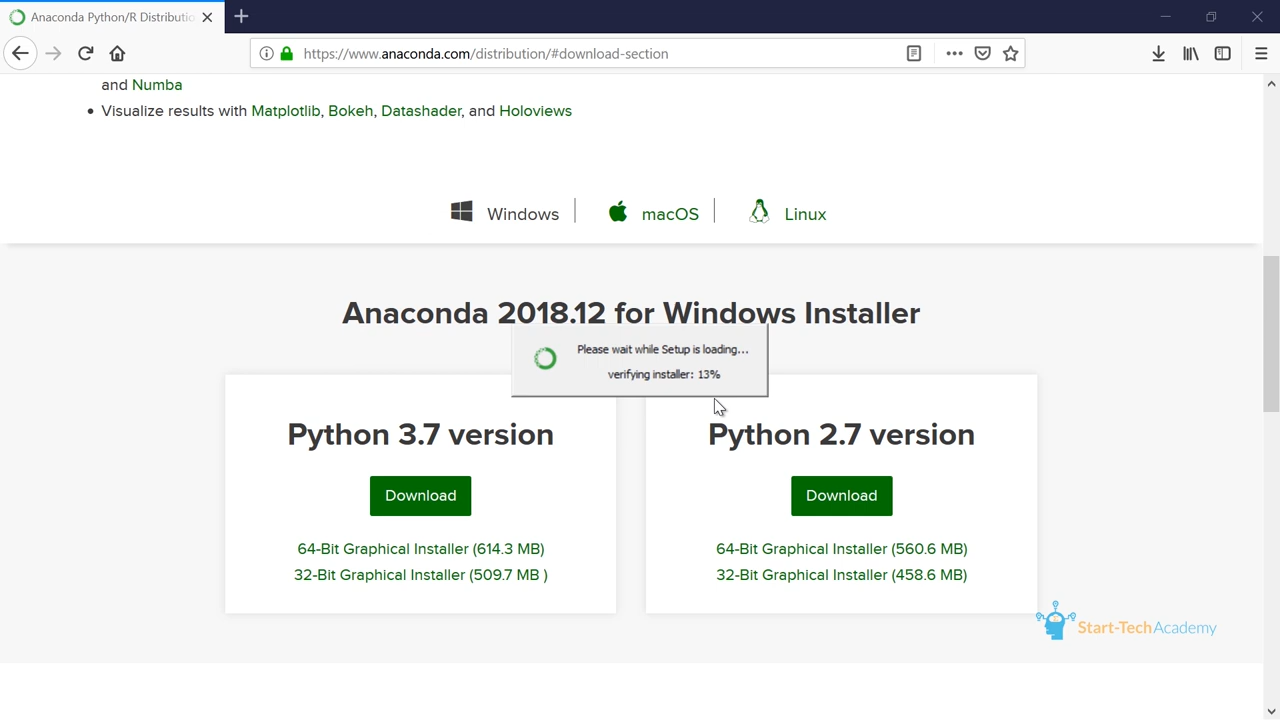 Anaconda Python/R Distributio
https://www.anaconda.com/distribution/#download-section
and Numba
• Visualize results with Matplotlib, Bokeh, Datashader, and Holoviews
Windows
macOS
Linux
Anaconda 2018.12 for Windows Installer
Please wait while Setup is loading...
verifying installer: 13%
Python 3.7 version
Download
64-Bit Graphical Installer (614.3 MB)
32-Bit Graphical Installer (509.7 MB )
Python 2.7 version
Download
64-Bit Graphical Installer (560.6 MB)
32-Bit Graphical Installer (458.6 MB)
Start-TechAcademy